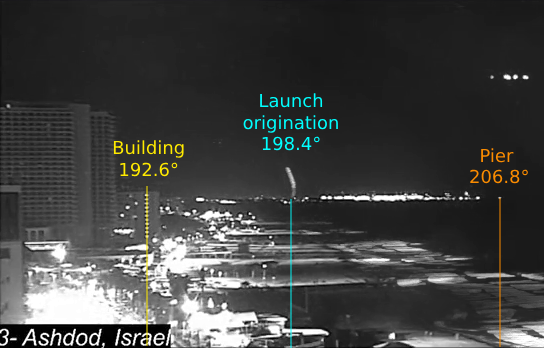 Launch
origination
198.4°
Building
192.6°
Pier
206.8°
3- Ashdod, Israel